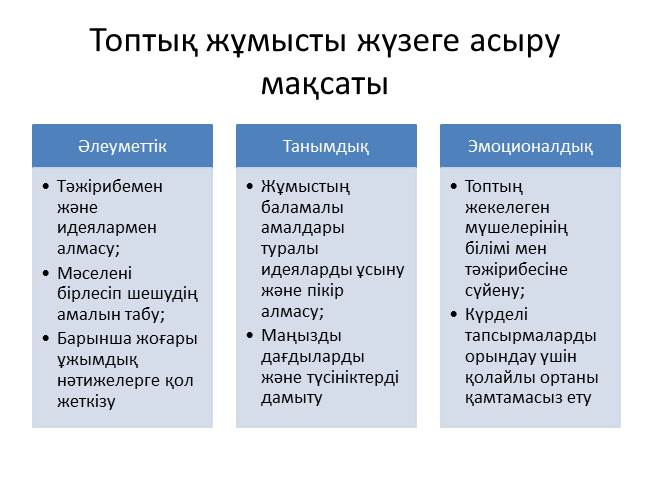 Топтық жұмысты жүзеге асыру
мақсаты
Әлеуметтік
• Тәжірибемен
және
идеялармен
алмасу;
• Мәселені
бірлесіп шешудің
амалын табу;
• Барынша жоғары
ұжымдық
нәтижелерге қол
жеткізу
Танымдық
• Жұмыстың
баламалы
амалдары
туралы
идеяларды ұсыну
және пікір
алмасу;
• Маңызды
дағдыларды
және түсініктерді
дамыту
Эмоционалдық
• Топтың
жекелеген
мүшелерінің
білімі мен
тәжірибесіне
сүйену;
• Күрделі
тапсырмаларды
орындау үшін
қолайлы ортаны
қамтамасыз ету